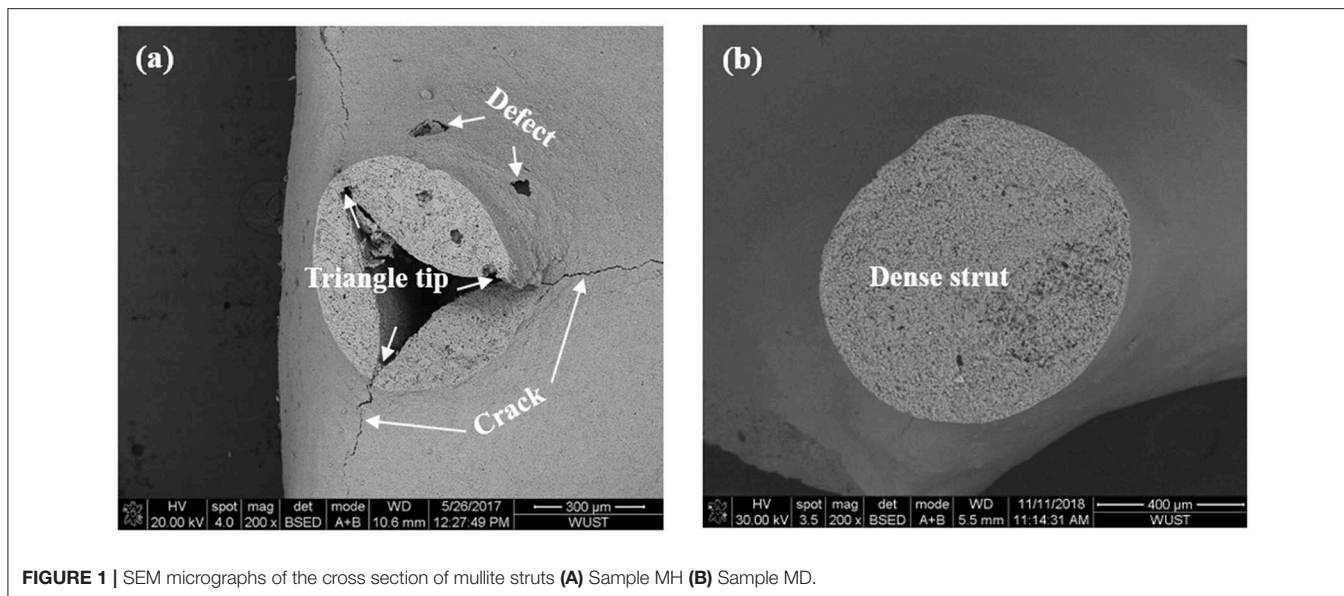 (a)
Defect
Triangle tip
Crack
HV spot mag det mode WD 5/26/2017 300 µm
20.00 kV 4.0 200 x BSED A+B 10.6 mm 12:27:49 PM WUST
(b)
Dense strut
HV spot mag det mode WD 11/11/2018 400 µm
30.00 kV 3.5 200 x BSED A+B 5.5 mm 11:14:31 AM WUST
FIGURE 1 | SEM micrographs of the cross section of mullite struts (A) Sample MH (B) Sample MD.